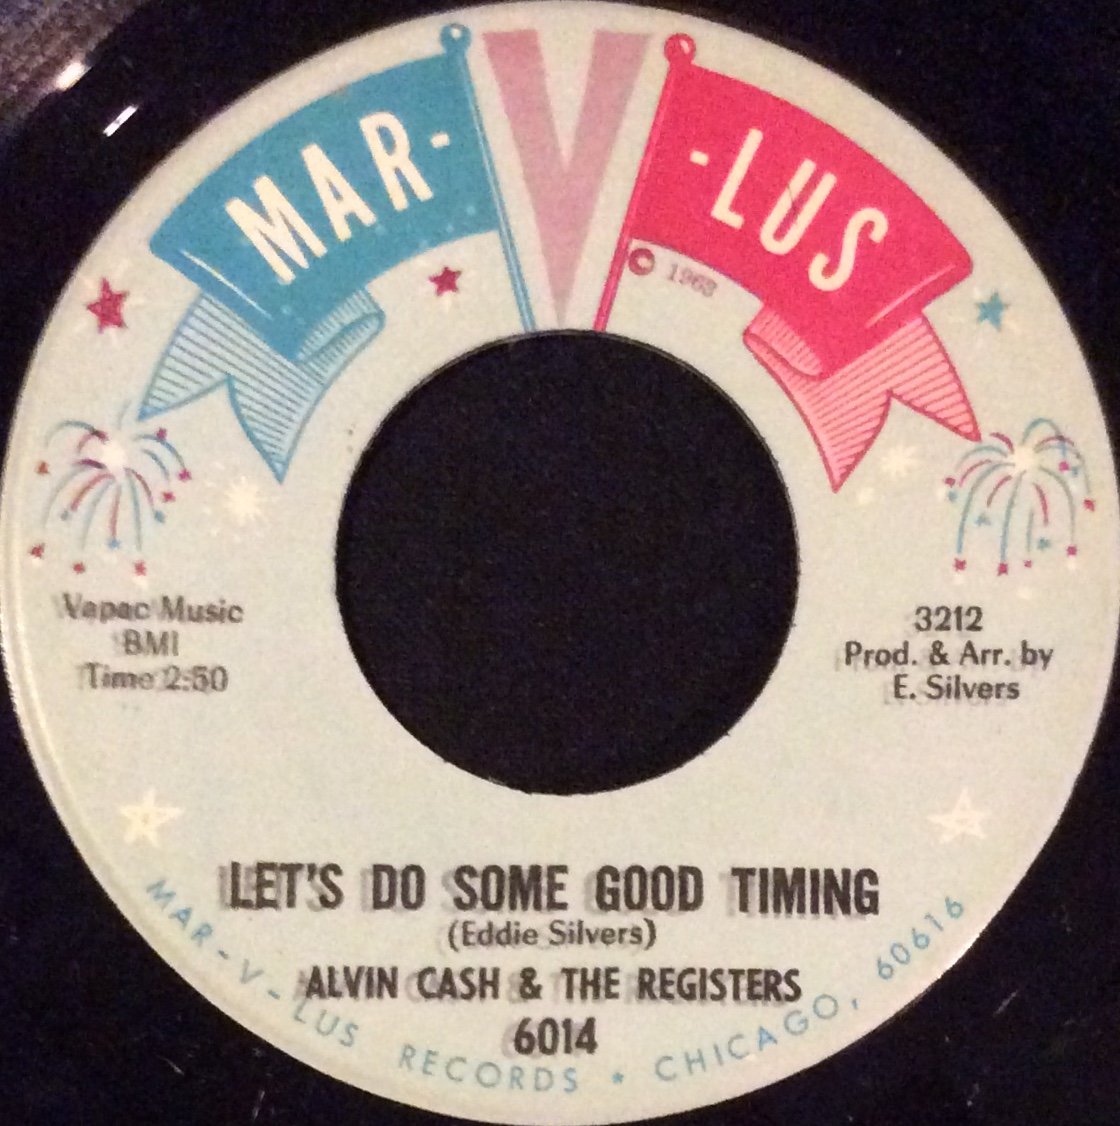 MAR-V-LUS
© 1963
Vapac Music
BMI
Time 2:50
3212
Prod. & Arr. by
E. Silvers
LET'S DO SOME GOOD TIMING
(Eddie Silvers)
ALVIN CASH & THE REGISTERS
6014
MAR-V-LUS RECORDS * CHICAGO, 60616